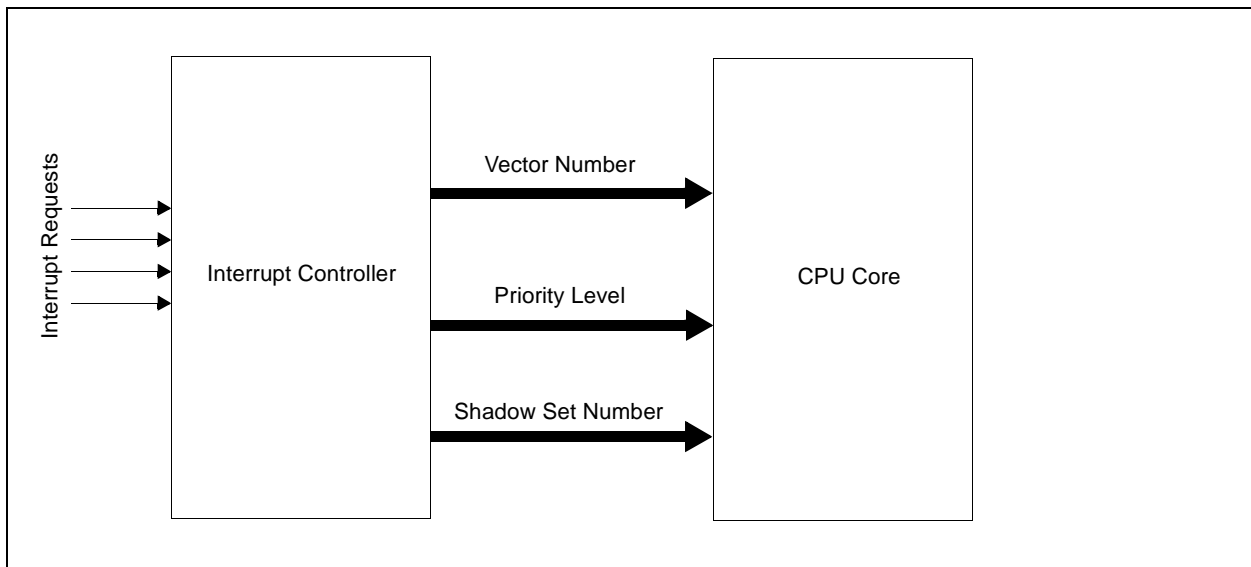 Interrupt Requests
Interrupt Controller
Vector Number
Priority Level
Shadow Set Number
CPU Core